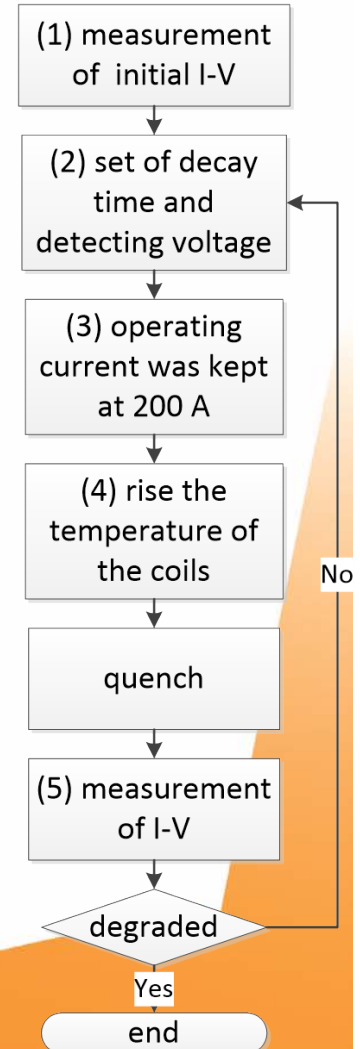 (1) measurement
of initial I-V
(2) set of decay
time and
detecting voltage
(3) operating
current was kept
at 200 A
(4) rise the
temperature of
the coils
No
quench
(5) measurement
of I-V
degraded
Yes
end